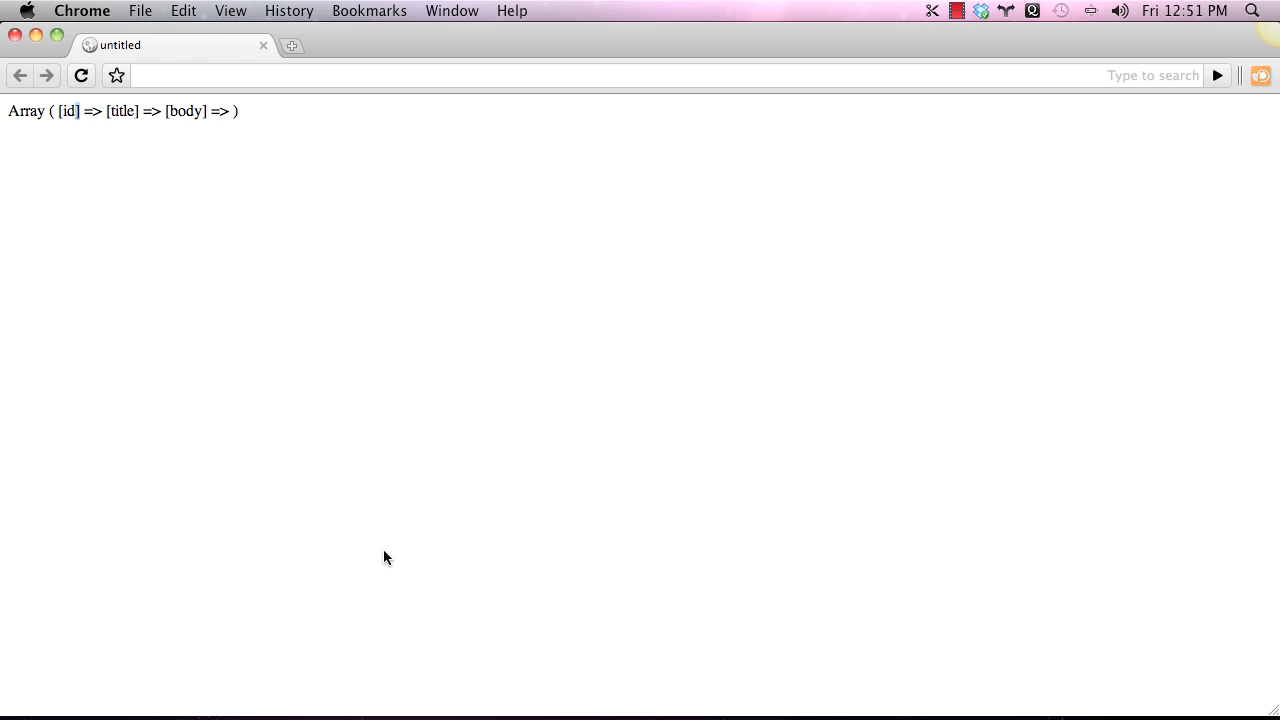 Chrome File Edit View History Bookmarks Window Help Fri 12:51 PM
untitled
Type to search
Array ( [id] => [title] => [body] => )